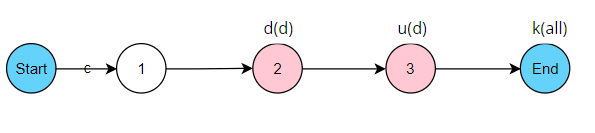 d(d) u(d) k(all)
Start c 1 2 3 End